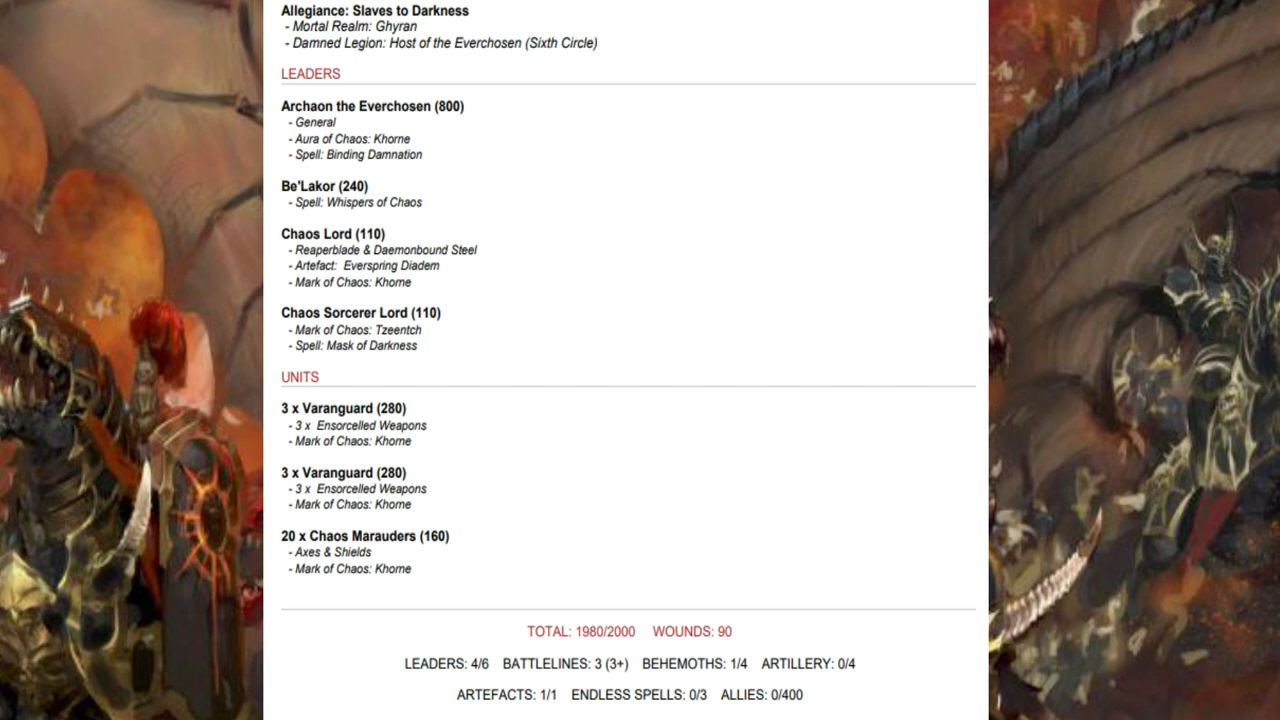 Allegiance: Slaves to Darkness
- Mortal Realm: Ghyran
- Damned Legion: Host of the Everchosen (Sixth Circle)
LEADERS
Archaon the Everchosen (800)
- General
- Aura of Chaos: Khorne
- Spell: Binding Damnation
Be'Lakor (240)
- Spell: Whispers of Chaos
Chaos Lord (110)
- Reaperblade & Daemonbound Steel
- Artefact: Everspring Diadem
- Mark of Chaos: Khorne
Chaos Sorcerer Lord (110)
- Mark of Chaos: Tzeentch
- Spell: Mask of Darkness
UNITS
3 x Varanguard (280)
- 3 x Ensorcelled Weapons
- Mark of Chaos: Khorne
3 x Varanguard (280)
- 3 x Ensorcelled Weapons
- Mark of Chaos: Khorne
20 x Chaos Marauders (160)
- Axes & Shields
- Mark of Chaos: Khorne
TOTAL: 1980/2000 WOUNDS: 90
LEADERS: 4/6 BATTLELINES: 3 (3+) BEHEMOTHS: 1/4 ARTILLERY: 0/4
ARTEFACTS: 1/1 ENDLESS SPELLS: 0/3 ALLIES: 0/400